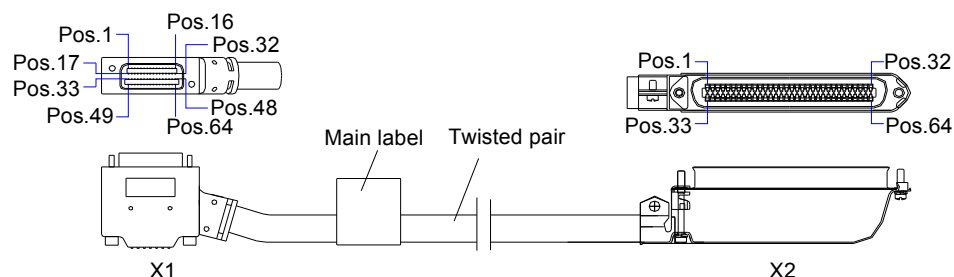 Pos.16
Pos.1
Pos.32
Pos.17
Pos.33
Pos.48
Pos.49
Pos.64
Pos.1
Pos.32
Pos.33
Pos.64
Main label
Twisted pair
X1
X2